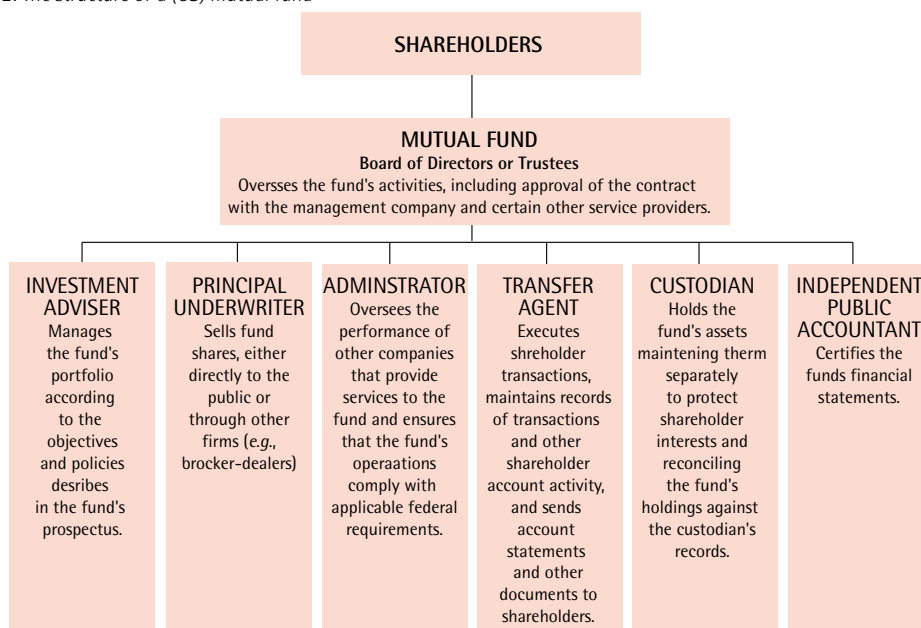 SHAREHOLDERS
MUTUAL FUND
Board of Directors or Trustees
Oversses the fund's activities, including approval of the contract
with the management company and certain other service providers.
INVESTMENT
ADVISER
Manages
the fund's
portfolio
according
to the
objectives
and policies
desribes
in the fund's
prospectus.
PRINCIPAL
UNDERWRITER
Sells fund
shares, either
directly to the
public or
through other
firms (e.g.,
brocker-dealers)
ADMINSTRATOR
Oversees the
performance of
other companies
that provide
services to the
fund and ensures
that the fund's
operaations
comply with
applicable federal
requirements.
TRANSFER
AGENT
Executes
shreholder
transactions,
maintains records
of transactions
and other
shareholder
account activity,
and sends
account
statements
and other
documents to
shareholders.
CUSTODIAN
Holds the
fund's assets
maintening therm
separately
to protect
shareholder
interests and
reconciling
the fund's
holdings against
the custodian's
records.
INDEPENDENT
PUBLIC
ACCOUNTANT
Certifies the
funds financial
statements.